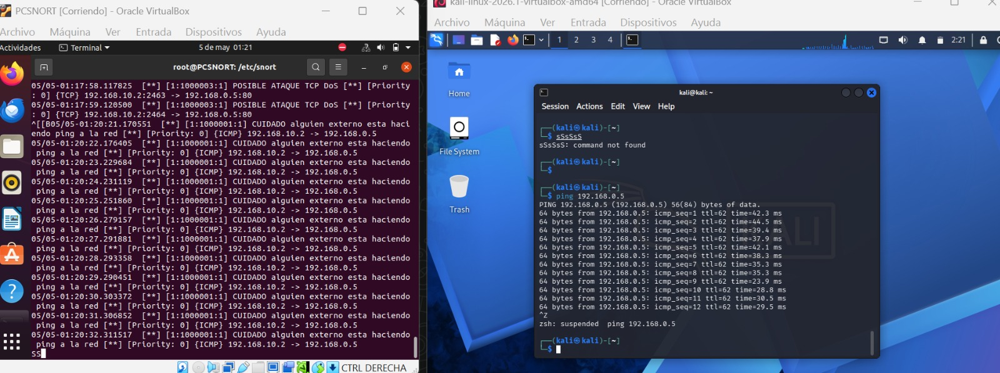 PCSNORT [Corriendo] - Oracle VirtualBox
Archivo Máquina Ver Entrada Dispositivos Ayuda
Actividades Terminal 5 de may 01:21
root@PCSNORT: /etc/snort
05/05-01:17:58.117825 [**] [1:1000003:1] POSIBLE ATAQUE TCP DoS [**] [Priority
: 0] {TCP} 192.168.10.2:2463 -> 192.168.0.5:80
05/05-01:17:59.120500 [**] [1:1000003:1] POSIBLE ATAQUE TCP DoS [**] [Priority
: 0] {TCP} 192.168.10.2:2464 -> 192.168.0.5:80
^[[B05/05-01:20:21.170551 [**] [1:1000001:1] CUIDADO alguien externo esta haci
endo ping a la red [**] [Priority: 0] {ICMP} 192.168.10.2 -> 192.168.0.5
05/05-01:20:22.176405 [**] [1:1000001:1] CUIDADO alguien externo esta haciendo
ping a la red [**] [Priority: 0] {ICMP} 192.168.10.2 -> 192.168.0.5
05/05-01:20:23.229684 [**] [1:1000001:1] CUIDADO alguien externo esta haciendo
ping a la red [**] [Priority: 0] {ICMP} 192.168.10.2 -> 192.168.0.5
05/05-01:20:24.231119 [**] [1:1000001:1] CUIDADO alguien externo esta haciendo
ping a la red [**] [Priority: 0] {ICMP} 192.168.10.2 -> 192.168.0.5
05/05-01:20:25.251860 [**] [1:1000001:1] CUIDADO alguien externo esta haciendo
ping a la red [**] [Priority: 0] {ICMP} 192.168.10.2 -> 192.168.0.5
05/05-01:20:26.279157 [**] [1:1000001:1] CUIDADO alguien externo esta haciendo
ping a la red [**] [Priority: 0] {ICMP} 192.168.10.2 -> 192.168.0.5
05/05-01:20:27.291881 [**] [1:1000001:1] CUIDADO alguien externo esta haciendo
ping a la red [**] [Priority: 0] {ICMP} 192.168.10.2 -> 192.168.0.5
05/05-01:20:28.293358 [**] [1:1000001:1] CUIDADO alguien externo esta haciendo
ping a la red [**] [Priority: 0] {ICMP} 192.168.10.2 -> 192.168.0.5
05/05-01:20:29.290451 [**] [1:1000001:1] CUIDADO alguien externo esta haciendo
ping a la red [**] [Priority: 0] {ICMP} 192.168.10.2 -> 192.168.0.5
05/05-01:20:30.303372 [**] [1:1000001:1] CUIDADO alguien externo esta haciendo
ping a la red [**] [Priority: 0] {ICMP} 192.168.10.2 -> 192.168.0.5
05/05-01:20:31.306852 [**] [1:1000001:1] CUIDADO alguien externo esta haciendo
ping a la red [**] [Priority: 0] {ICMP} 192.168.10.2 -> 192.168.0.5
05/05-01:20:32.311517 [**] [1:1000001:1] CUIDADO alguien externo esta haciendo
ping a la red [**] [Priority: 0] {ICMP} 192.168.10.2 -> 192.168.0.5
SS
CTRL DERECHA
kali-linux-2026.1-virtualbox-amd64 [Corriendo] - Oracle VirtualBox
Archivo Máquina Ver Entrada Dispositivos Ayuda
1 2 3 4 2:21
Home
File System
Trash
kali@kali: ~
Session Actions Edit View Help
┌──(kali㉿kali)-[~]
└─$ sSsSsS
sSsSsS: command not found
┌──(kali㉿kali)-[~]
└─$
┌──(kali㉿kali)-[~]
└─$ ping 192.168.0.5
PING 192.168.0.5 (192.168.0.5) 56(84) bytes of data.
64 bytes from 192.168.0.5: icmp_seq=1 ttl=62 time=42.3 ms
64 bytes from 192.168.0.5: icmp_seq=2 ttl=62 time=44.5 ms
64 bytes from 192.168.0.5: icmp_seq=3 ttl=62 time=39.4 ms
64 bytes from 192.168.0.5: icmp_seq=4 ttl=62 time=37.9 ms
64 bytes from 192.168.0.5: icmp_seq=5 ttl=62 time=42.1 ms
64 bytes from 192.168.0.5: icmp_seq=6 ttl=62 time=38.3 ms
64 bytes from 192.168.0.5: icmp_seq=7 ttl=62 time=35.3 ms
64 bytes from 192.168.0.5: icmp_seq=8 ttl=62 time=35.3 ms
64 bytes from 192.168.0.5: icmp_seq=9 ttl=62 time=23.9 ms
64 bytes from 192.168.0.5: icmp_seq=10 ttl=62 time=28.8 ms
64 bytes from 192.168.0.5: icmp_seq=11 ttl=62 time=30.5 ms
64 bytes from 192.168.0.5: icmp_seq=12 ttl=62 time=29.5 ms
^Z
zsh: suspended ping 192.168.0.5
┌──(kali㉿kali)-[~]
└─$